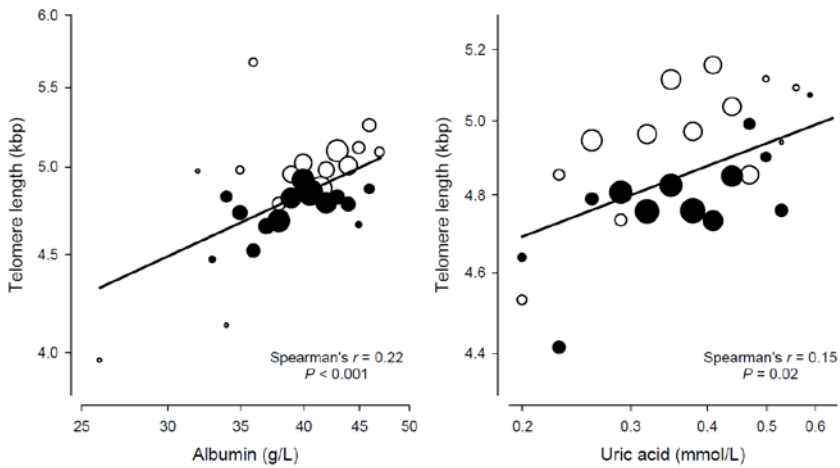 6.0
5.5
5.0
4.5
4.0
Telomere length (kbp)
Spearman's r = 0.22
P < 0.001
25 30 35 40 45 50
Albumin (g/L)
5.2
5.0
4.8
4.6
4.4
Telomere length (kbp)
Spearman's r = 0.15
P = 0.02
0.2 0.3 0.4 0.5 0.6
Uric acid (mmol/L)